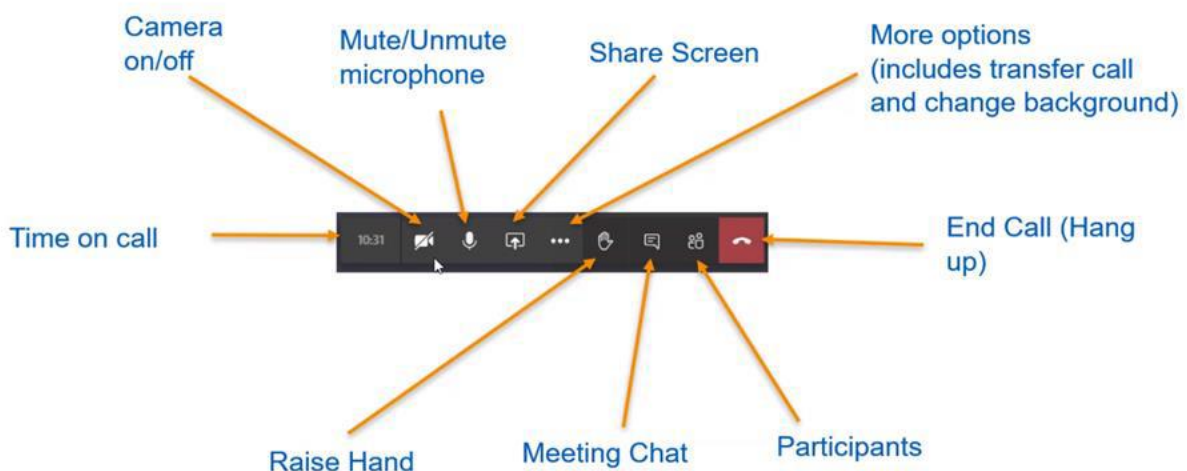 Camera
on/off
Mute/Unmute
microphone
Share Screen
More options
(includes transfer call
and change background)
Time on call
10:31
End Call (Hang
up)
Raise Hand
Meeting Chat
Participants